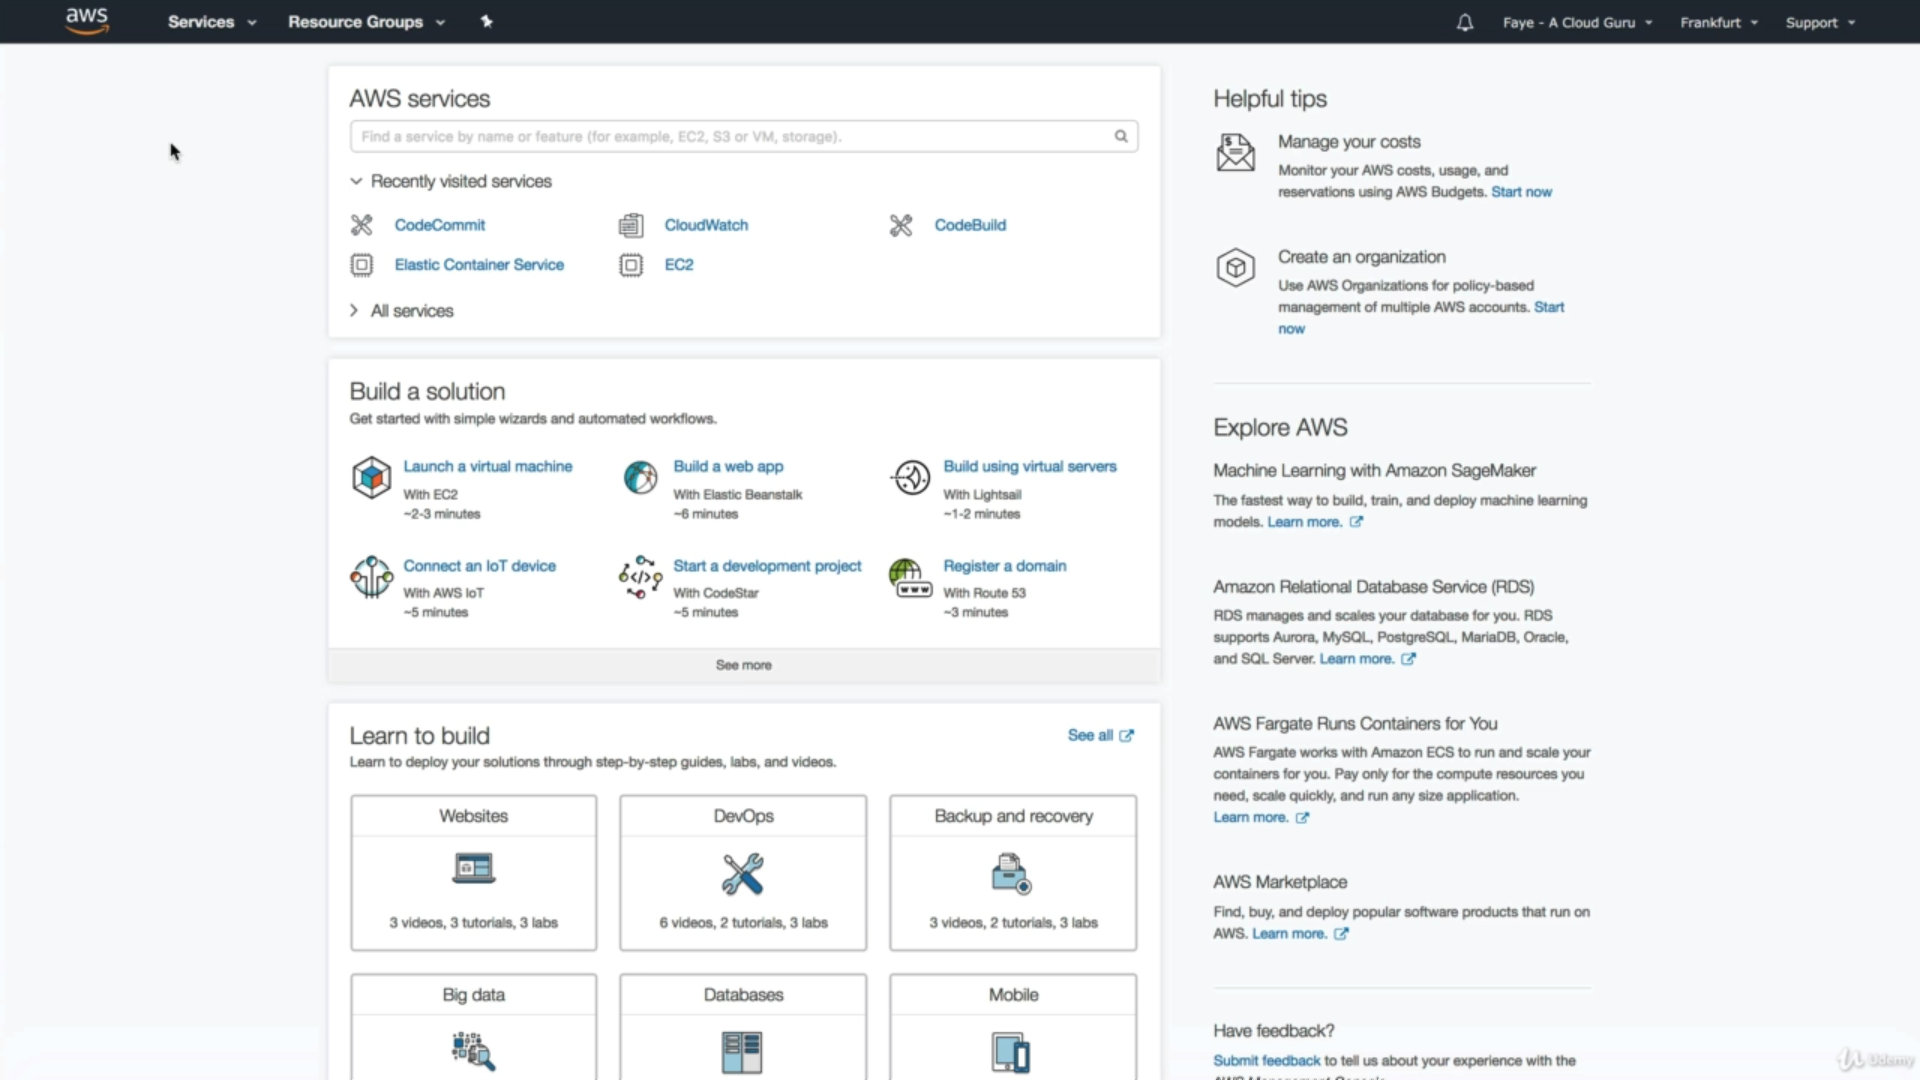 aws Services Resource Groups Faye - A Cloud Guru Frankfurt Support
AWS services
Find a service by name or feature (for example, EC2, S3 or VM, storage).
Recently visited services
CodeCommit CloudWatch CodeBuild
Elastic Container Service EC2
All services
Build a solution
Get started with simple wizards and automated workflows.
Launch a virtual machine
With EC2
~2-3 minutes
Build a web app
With Elastic Beanstalk
~6 minutes
Build using virtual servers
With Lightsail
~1-2 minutes
Connect an IoT device
With AWS IoT
~5 minutes
Start a development project
With CodeStar
~5 minutes
Register a domain
With Route 53
~3 minutes
See more
Learn to build
See all
Learn to deploy your solutions through step-by-step guides, labs, and videos.
Websites
3 videos, 3 tutorials, 3 labs
DevOps
6 videos, 2 tutorials, 3 labs
Backup and recovery
3 videos, 2 tutorials, 3 labs
Big data
Databases
Mobile
Helpful tips
Manage your costs
Monitor your AWS costs, usage, and
reservations using AWS Budgets. Start now
Create an organization
Use AWS Organizations for policy-based
management of multiple AWS accounts. Start
now
Explore AWS
Machine Learning with Amazon SageMaker
The fastest way to build, train, and deploy machine learning
models. Learn more.
Amazon Relational Database Service (RDS)
RDS manages and scales your database for you. RDS
supports Aurora, MySQL, PostgreSQL, MariaDB, Oracle,
and SQL Server. Learn more.
AWS Fargate Runs Containers for You
AWS Fargate works with Amazon ECS to run and scale your
containers for you. Pay only for the compute resources you
need, scale quickly, and run any size application.
Learn more.
AWS Marketplace
Find, buy, and deploy popular software products that run on
AWS. Learn more.
Have feedback?
Submit feedback to tell us about your experience with the
Udemy